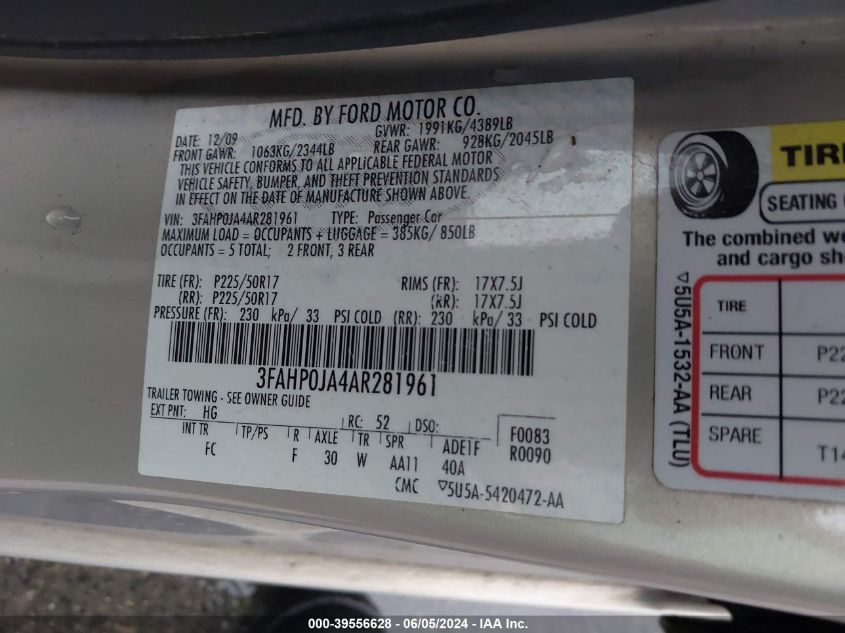 MFD. BY FORD MOTOR CO.
DATE: 12/09 GVWR: 1991KG/4389LB
FRONT GAWR: 1063KG/2344LB REAR GAWR: 928KG/2045LB
THIS VEHICLE CONFORMS TO ALL APPLICABLE FEDERAL MOTOR
VEHICLE SAFETY, BUMPER, AND THEFT PREVENTION STANDARDS
IN EFFECT ON THE DATE OF MANUFACTURE SHOWN ABOVE.
VIN: 3FAHP0JA4AR281961 TYPE: Passenger Car
MAXIMUM LOAD = OCCUPANTS + LUGGAGE = 385KG/ 850LB
OCCUPANTS = 5 TOTAL; 2 FRONT, 3 REAR
TIRE (FR): P225/50R17 RIMS (FR): 17X7.5J
(RR): P225/50R17 (RR): 17X7.5J
PRESSURE (FR): 230 kPa/ 33 PSI COLD (RR): 230 kPa/ 33 PSI COLD
3FAHP0JA4AR281961
TRAILER TOWING - SEE OWNER GUIDE
EXT PNT: HG RC: 52 DSO: F0083
INT TR TP/PS R AXLE TR SPR ADE1F R0090
FC F 30 W AA11 40A
CMC ▽5U5A-5420472-AA
TIRE
SEATING
The combined
and cargo
TIRE
FRONT
REAR
SPARE
▽5U5A-1532-AA (TLU)
000-39556628 - 06/05/2024 - IAA Inc.